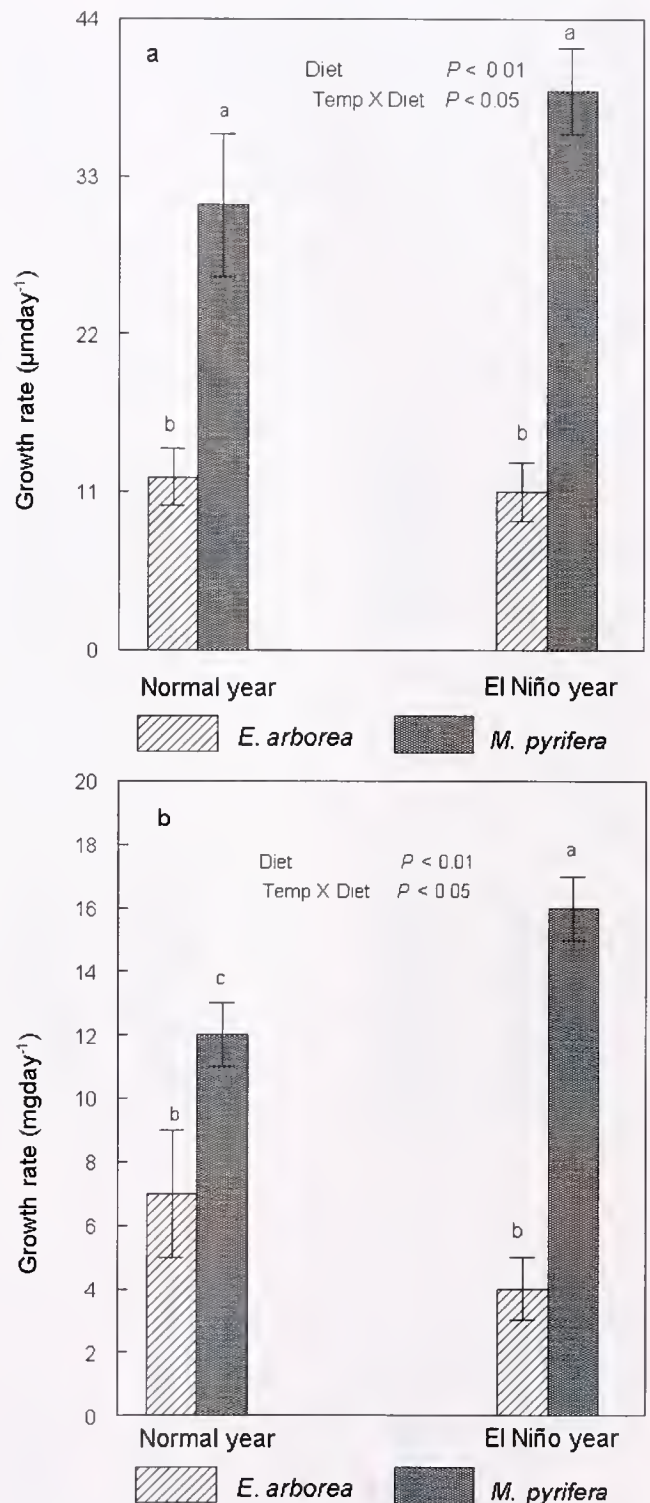 44
a
a
Diet P < 0 01
Temp X Diet P < 0.05
a
33
22
b
b
11
0
Growth rate (µmday⁻¹)
Normal year El Niño year
E. arborea M. pyrifera
20
b
18
a
Diet P < 0.01
Temp X Diet P < 0 05
16
14
c
12
10
b
8
6
b
4
2
0
Growth rate (mgday⁻¹)
Normal year El Niño year
E. arborea M. pyrifera